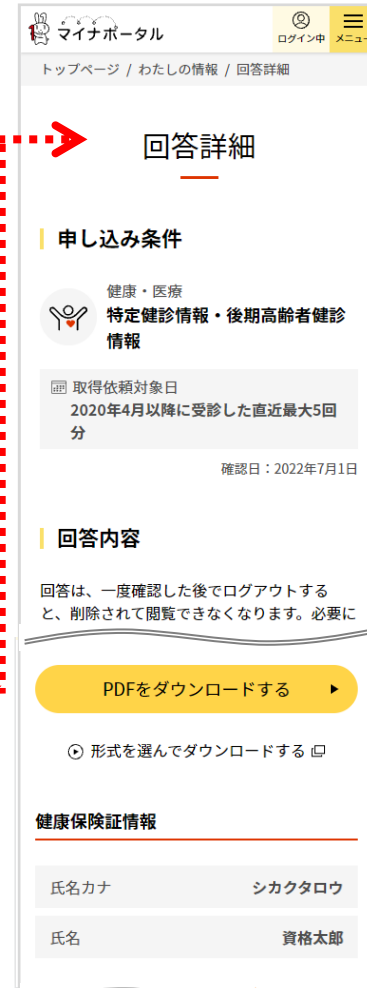 マイナポータル
ログイン中
メニュー
トップページ / わたしの情報 / 回答詳細
回答詳細
申し込み条件
健康・医療
特定健診情報・後期高齢者健診
情報
取得依頼対象日
2020年4月以降に受診した直近最大5回
分
確認日：2022年7月1日
回答内容
回答は、一度確認した後でログアウトする
と、削除されて閲覧できなくなります。必要に
PDFをダウンロードする
形式を選んでダウンロードする
健康保険証情報
氏名カナ シカクタロウ
氏名 資格太郎